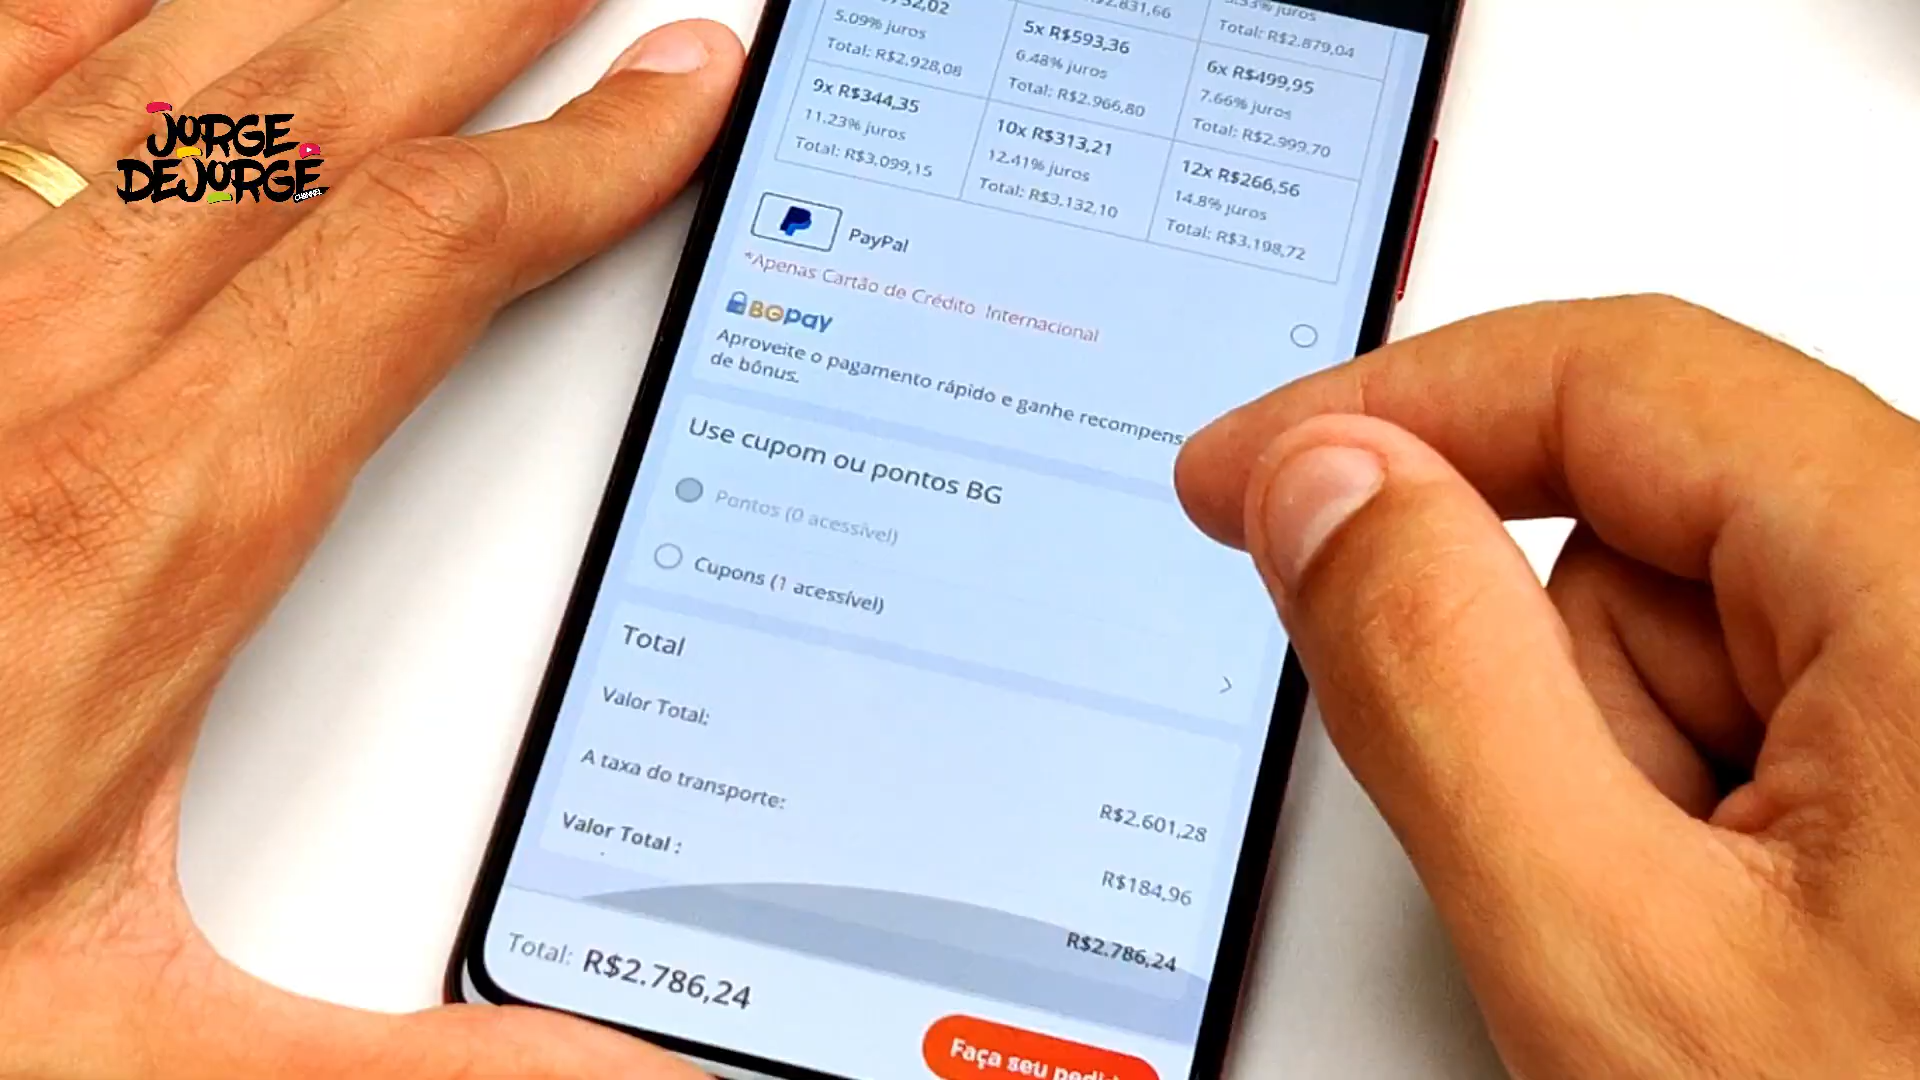 JORGE
DEJORGE
CHANNEL
5.09% juros
Total: R$2.928,08
5x R$593,36
6.48% juros
Total: R$2.966,80
Total: R$2.879,04
6x R$499,95
7.66% juros
Total: R$2.999,70
9x R$344,35
11.23% juros
Total: R$3.099,15
10x R$313,21
12.41% juros
Total: R$3.132,10
12x R$266,56
14.8% juros
Total: R$3.198,72
PayPal
*Apenas Cartão de Crédito Internacional
BGpay
Aproveite o pagamento rápido e ganhe recompens
de bônus.
Use cupom ou pontos BG
Pontos (0 acessível)
Cupons (1 acessível)
Total
Valor Total:
R$2.601,28
A taxa do transporte:
R$184,96
Valor Total :
R$2.786,24
Total: R$2.786,24
Faça seu pedid